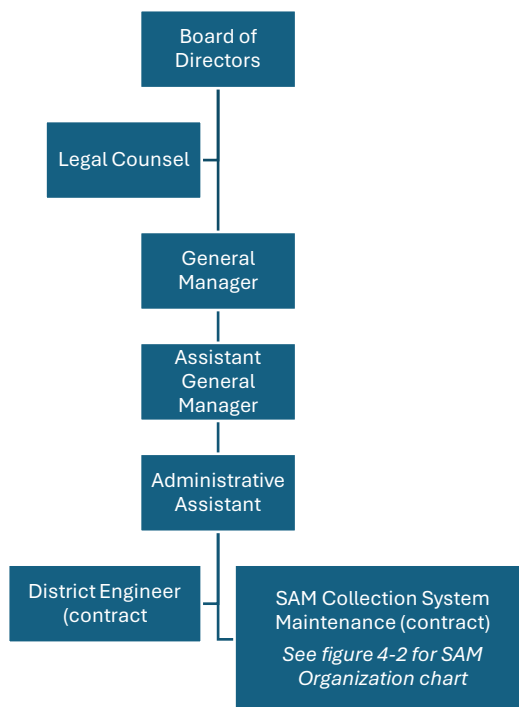 Board of
Directors
Legal Counsel
General
Manager
Assistant
General
Manager
Administrative
Assistant
District Engineer
(contract
SAM Collection System
Maintenance (contract)
See figure 4-2 for SAM
Organization chart